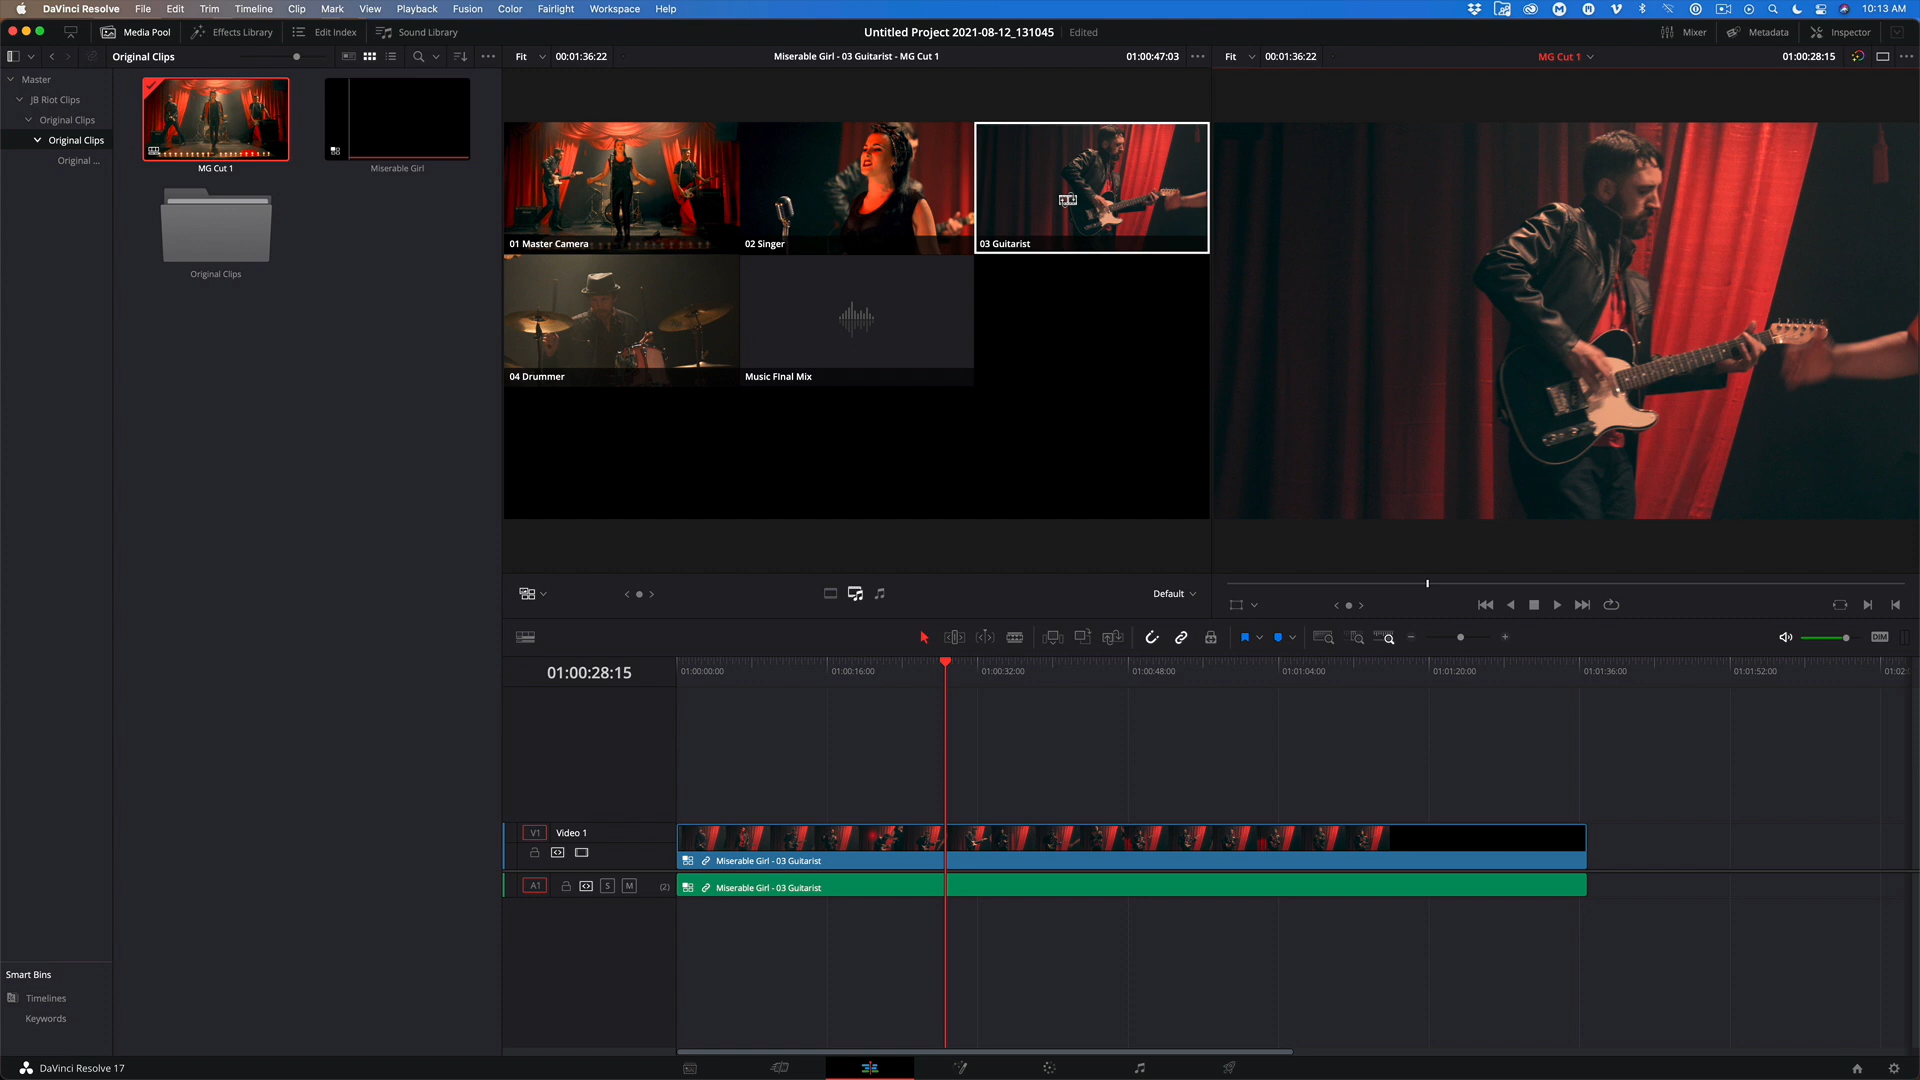 DaVinci Resolve File Edit Trim Timeline Clip Mark View Playback Fusion Color Fairlight Workspace Help 10:13 AM
Media Pool Effects Library Edit Index Sound Library Untitled Project 2021-08-12_131045 Edited Mixer Metadata Inspector
Original Clips Fit 00:01:36:22 Miserable Girl - 03 Guitarist - MG Cut 1 01:00:47:03 Fit 00:01:36:22 MG Cut 1 01:00:28:15
Master
JB Riot Clips
Original Clips
Original Clips
Original ...
MG Cut 1 Miserable Girl
Original Clips
01 Master Camera 02 Singer 03 Guitarist
04 Drummer Music FInal Mix
Default
DIM
01:00:28:15 01:00:00:00 01:00:16:00 01:00:32:00 01:00:48:00 01:01:04:00 01:01:20:00 01:01:36:00 01:01:52:00 01:02:
V1 Video 1
Miserable Girl - 03 Guitarist
A1 S M (2) Miserable Girl - 03 Guitarist
Smart Bins
Timelines
Keywords
DaVinci Resolve 17